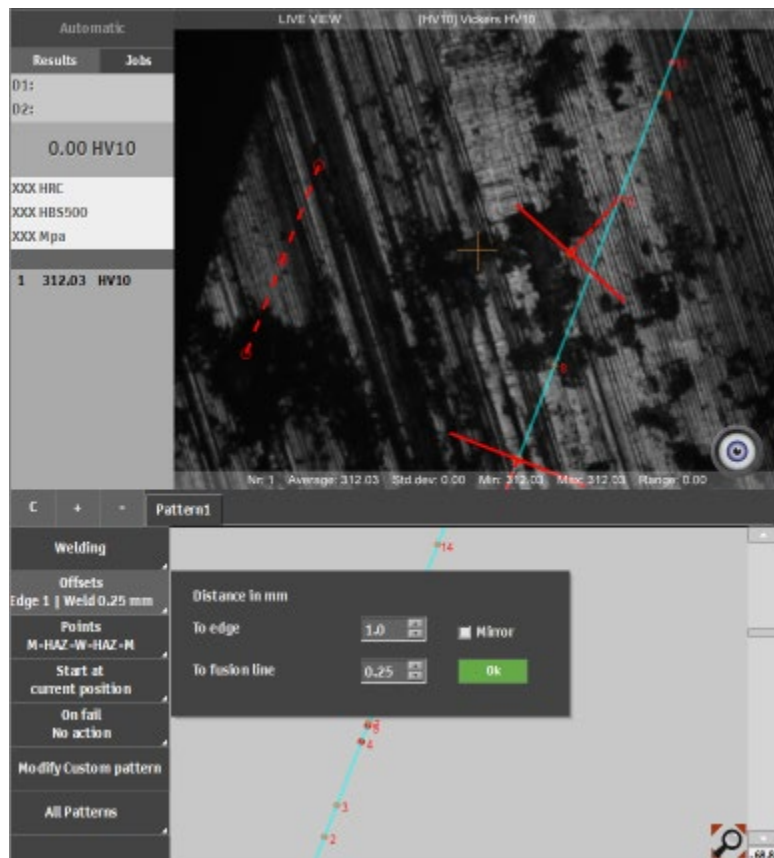 LIVE VIEW [HV10] Vickers HV10
Automatic
Results Jobs
D1:
D2:
0.00 HV10
XXX HRC
XXX HBS500
XXX Mpa
1 312.03 HV10
8
Nr: 1 Average: 312.03 Std.dev: 0.00 Min: 312.03 Max: 312.03 Range: 0.00
C + - Pattern1
Welding
14
Offsets
Edge 1 | Weld 0.25 mm
Distance in mm
To edge 1.0 Mirror
Points
M-HAZ-W-HAZ-M
To fusion line 0.25 Ok
Start at
current position
On fail
No action
4
Modify Custom pattern
3
All Patterns
2